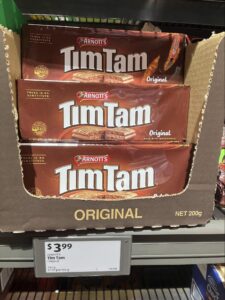 ARNOTT'S
TimTam
Original
ARNOTT'S
TimTam
Original
ARNOTT'S
TimTam
ORIGINAL
NET 200g
$3.99
Tim Tam